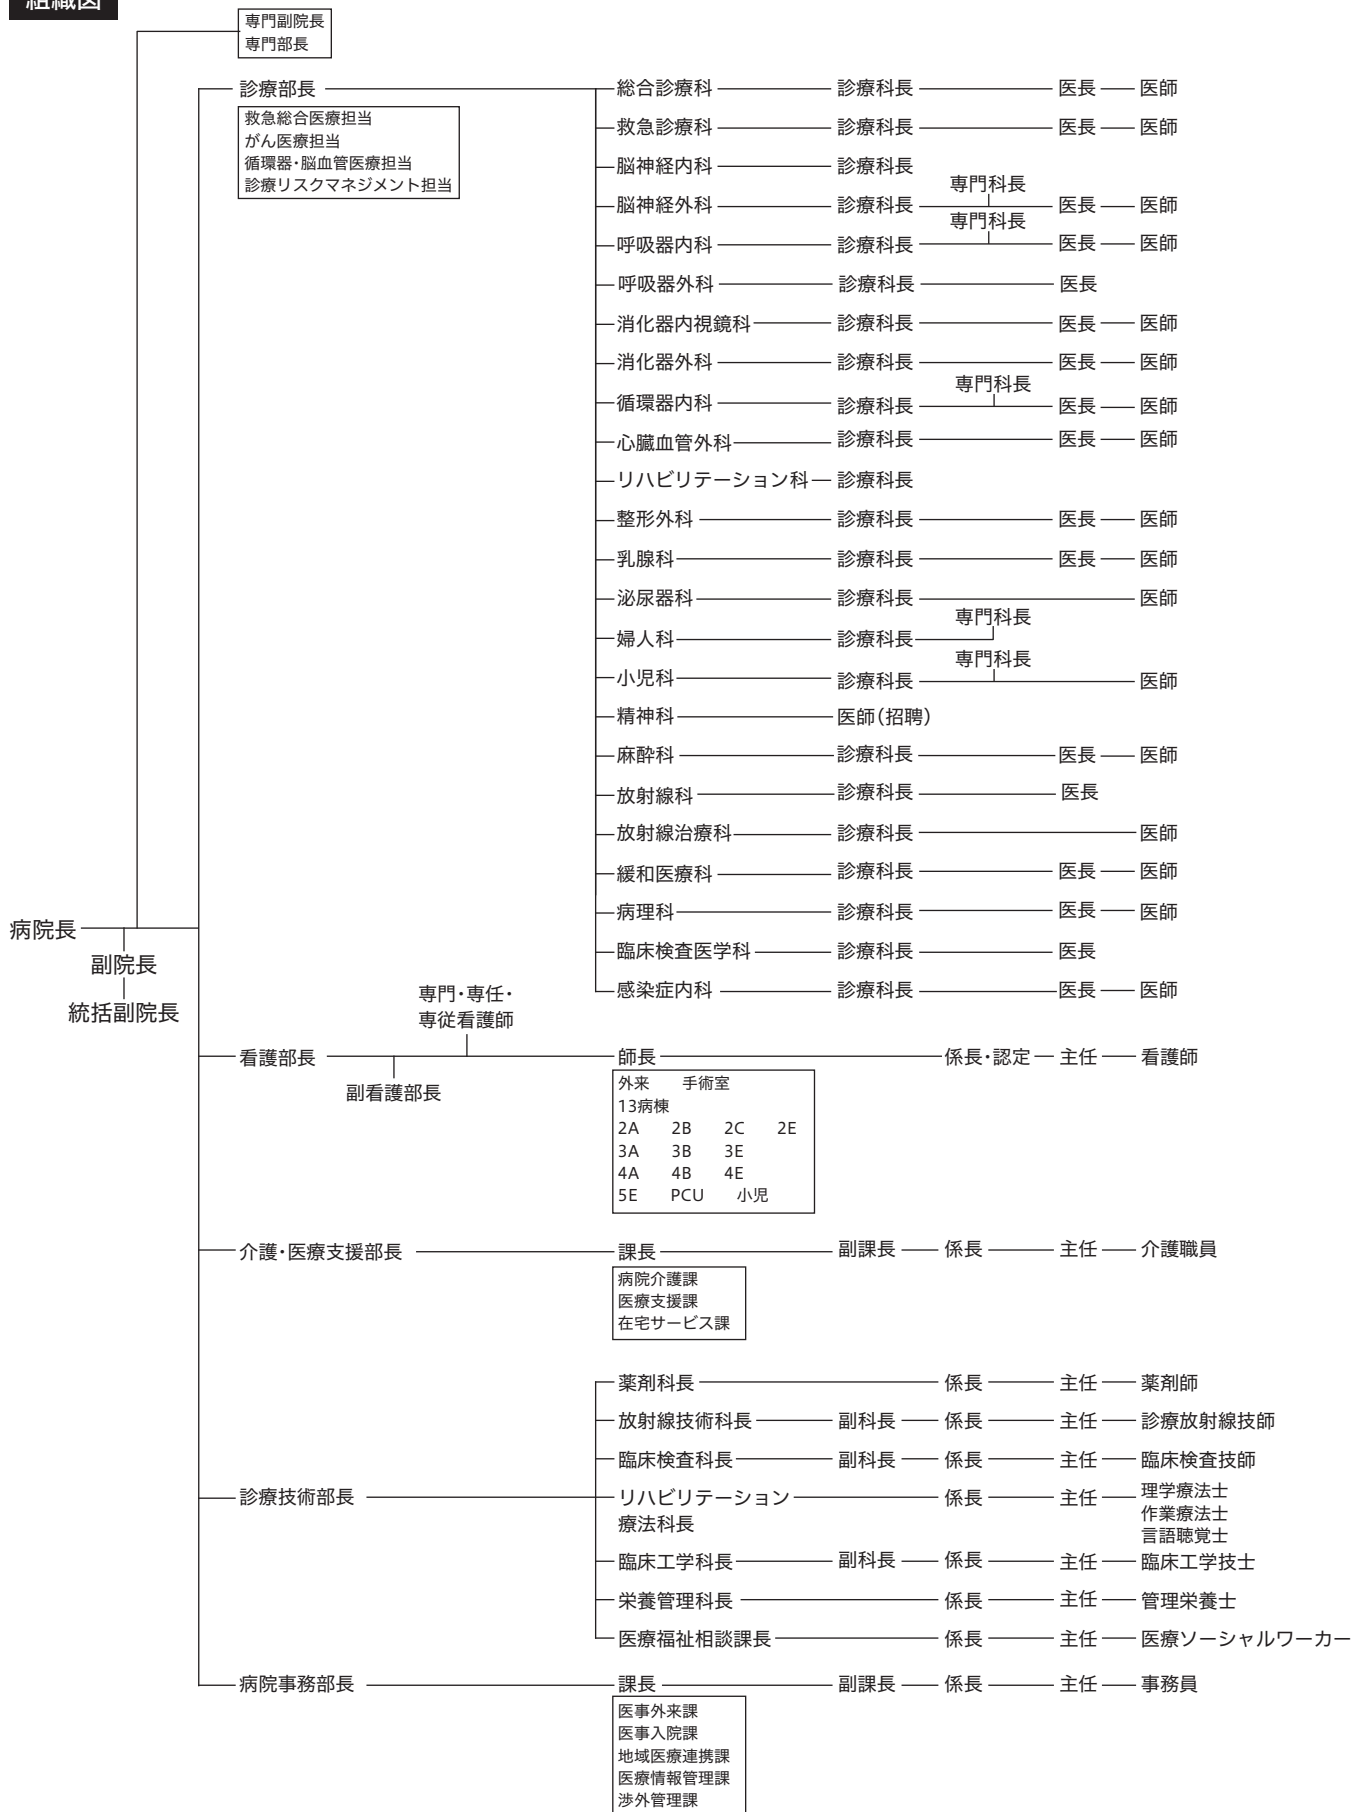 組織図
専門副院長
専門部長
診療部長
救急総合医療担当
がん医療担当
循環器・脳血管医療担当
診療リスクマネジメント担当
総合診療科 診療科長 医長 医師
救急診療科 診療科長 医長 医師
脳神経内科 診療科長
専門科長
脳神経外科 診療科長 医長 医師
専門科長
呼吸器内科 診療科長 医長 医師
呼吸器外科 診療科長 医長
消化器内視鏡科 診療科長 医長 医師
消化器外科 診療科長 医長 医師
専門科長
循環器内科 診療科長 医長 医師
心臓血管外科 診療科長 医長 医師
リハビリテーション科 診療科長
整形外科 診療科長 医長 医師
乳腺科 診療科長 医長 医師
泌尿器科 診療科長 医師
専門科長
婦人科 診療科長
専門科長
小児科 診療科長 医師
精神科 医師(招聘)
麻酔科 診療科長 医長 医師
放射線科 診療科長 医長
放射線治療科 診療科長 医師
緩和医療科 診療科長 医長 医師
病理科 診療科長 医長 医師
臨床検査医学科 診療科長 医長
感染症内科 診療科長 医長 医師
病院長
副院長
統括副院長
専門・専任・
専従看護師
看護部長 師長 係長・認定 主任 看護師
副看護部長
外来 手術室
13病棟
2A 2B 2C 2E
3A 3B 3E
4A 4B 4E
5E PCU 小児
介護・医療支援部長 課長 副課長 係長 主任 介護職員
病院介護課
医療支援課
在宅サービス課
薬剤科長 係長 主任 薬剤師
放射線技術科長 副科長 係長 主任 診療放射線技師
臨床検査科長 副科長 係長 主任 臨床検査技師
診療技術部長 リハビリテーション 係長 主任 理学療法士
療法科長 作業療法士
言語聴覚士
臨床工学科長 副科長 係長 主任 臨床工学技士
栄養管理科長 係長 主任 管理栄養士
医療福祉相談課長 係長 主任 医療ソーシャルワーカー
病院事務部長 課長 副課長 係長 主任 事務員
医事外来課
医事入院課
地域医療連携課
医療情報管理課
渉外管理課